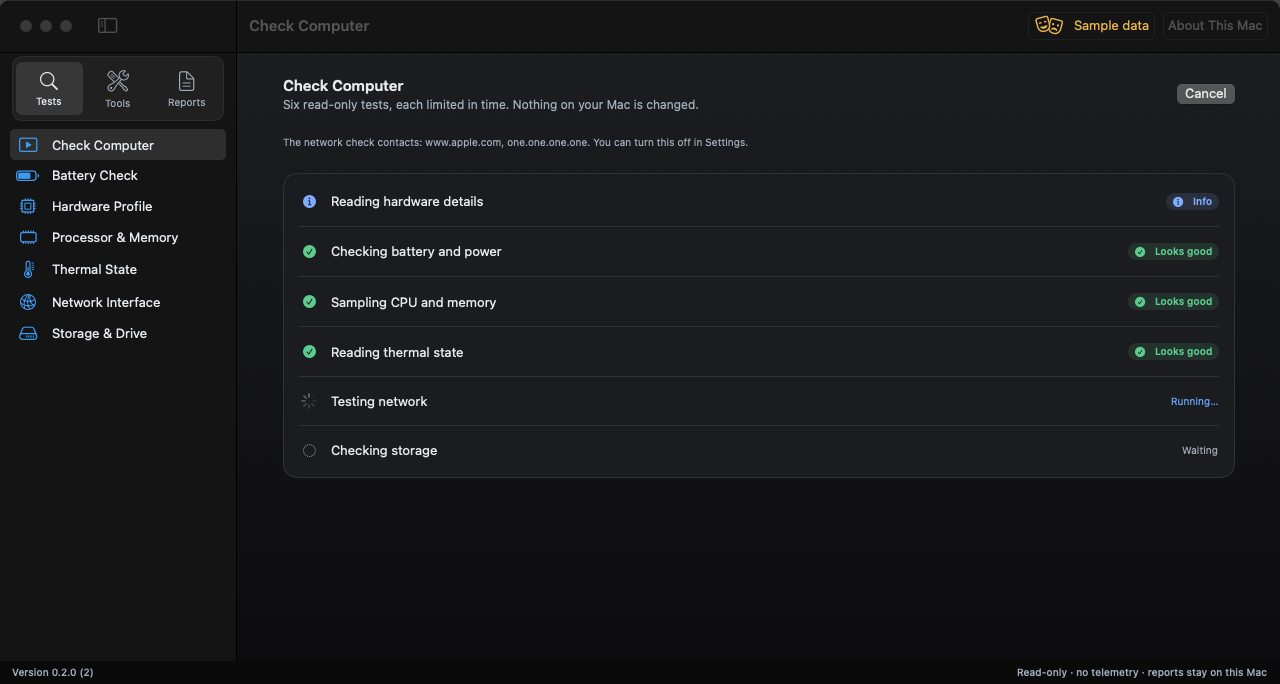 Check Computer
Sample data
About This Mac
Tests
Tools
Reports
Check Computer
Battery Check
Hardware Profile
Processor & Memory
Thermal State
Network Interface
Storage & Drive
Check Computer
Six read-only tests, each limited in time. Nothing on your Mac is changed.
Cancel
The network check contacts: www.apple.com, one.one.one.one. You can turn this off in Settings.
Reading hardware details
Info
Checking battery and power
Looks good
Sampling CPU and memory
Looks good
Reading thermal state
Looks good
Testing network
Running...
Checking storage
Waiting
Version 0.2.0 (2)
Read-only · no telemetry · reports stay on this Mac